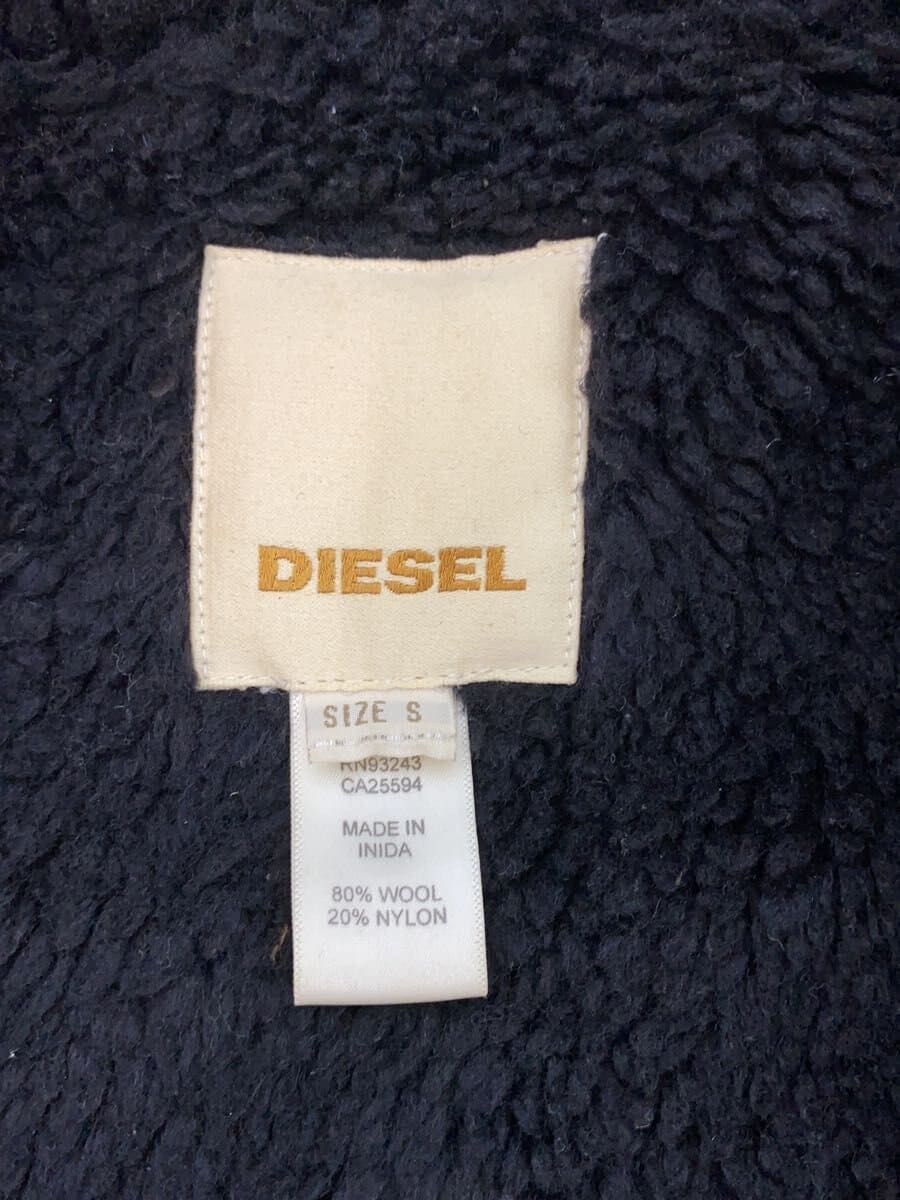 DIESEL
SIZE S
RN93243
CA25594
MADE IN
INIDA
80% WOOL
20% NYLON